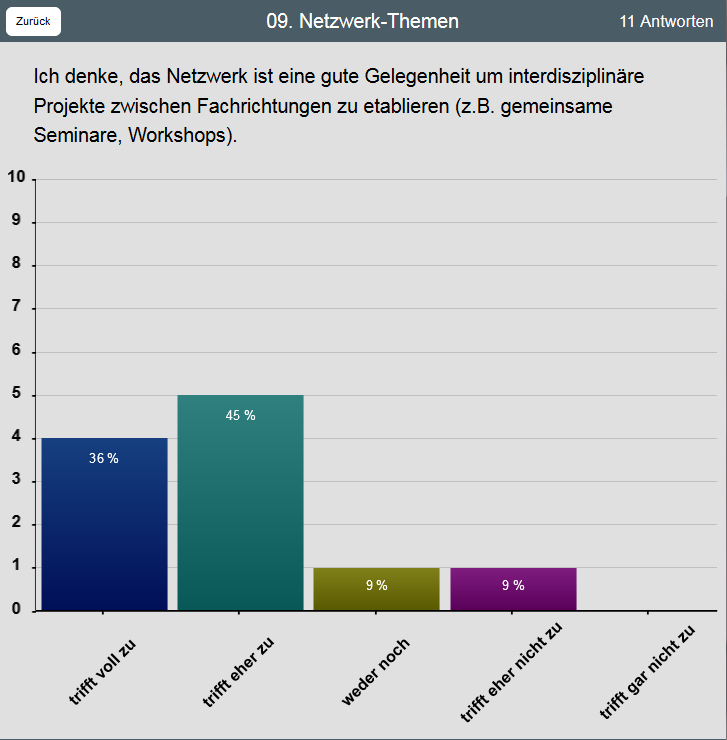 Zurück
09. Netzwerk-Themen
11 Antworten
Ich denke, das Netzwerk ist eine gute Gelegenheit um interdisziplinäre
Projekte zwischen Fachrichtungen zu etablieren (z.B. gemeinsame
Seminare, Workshops).
10
9
8
7
6
5
4
3
2
1
0
36 %
45 %
9 %
9 %
trifft voll zu
trifft eher zu
weder noch
trifft eher nicht zu
trifft gar nicht zu